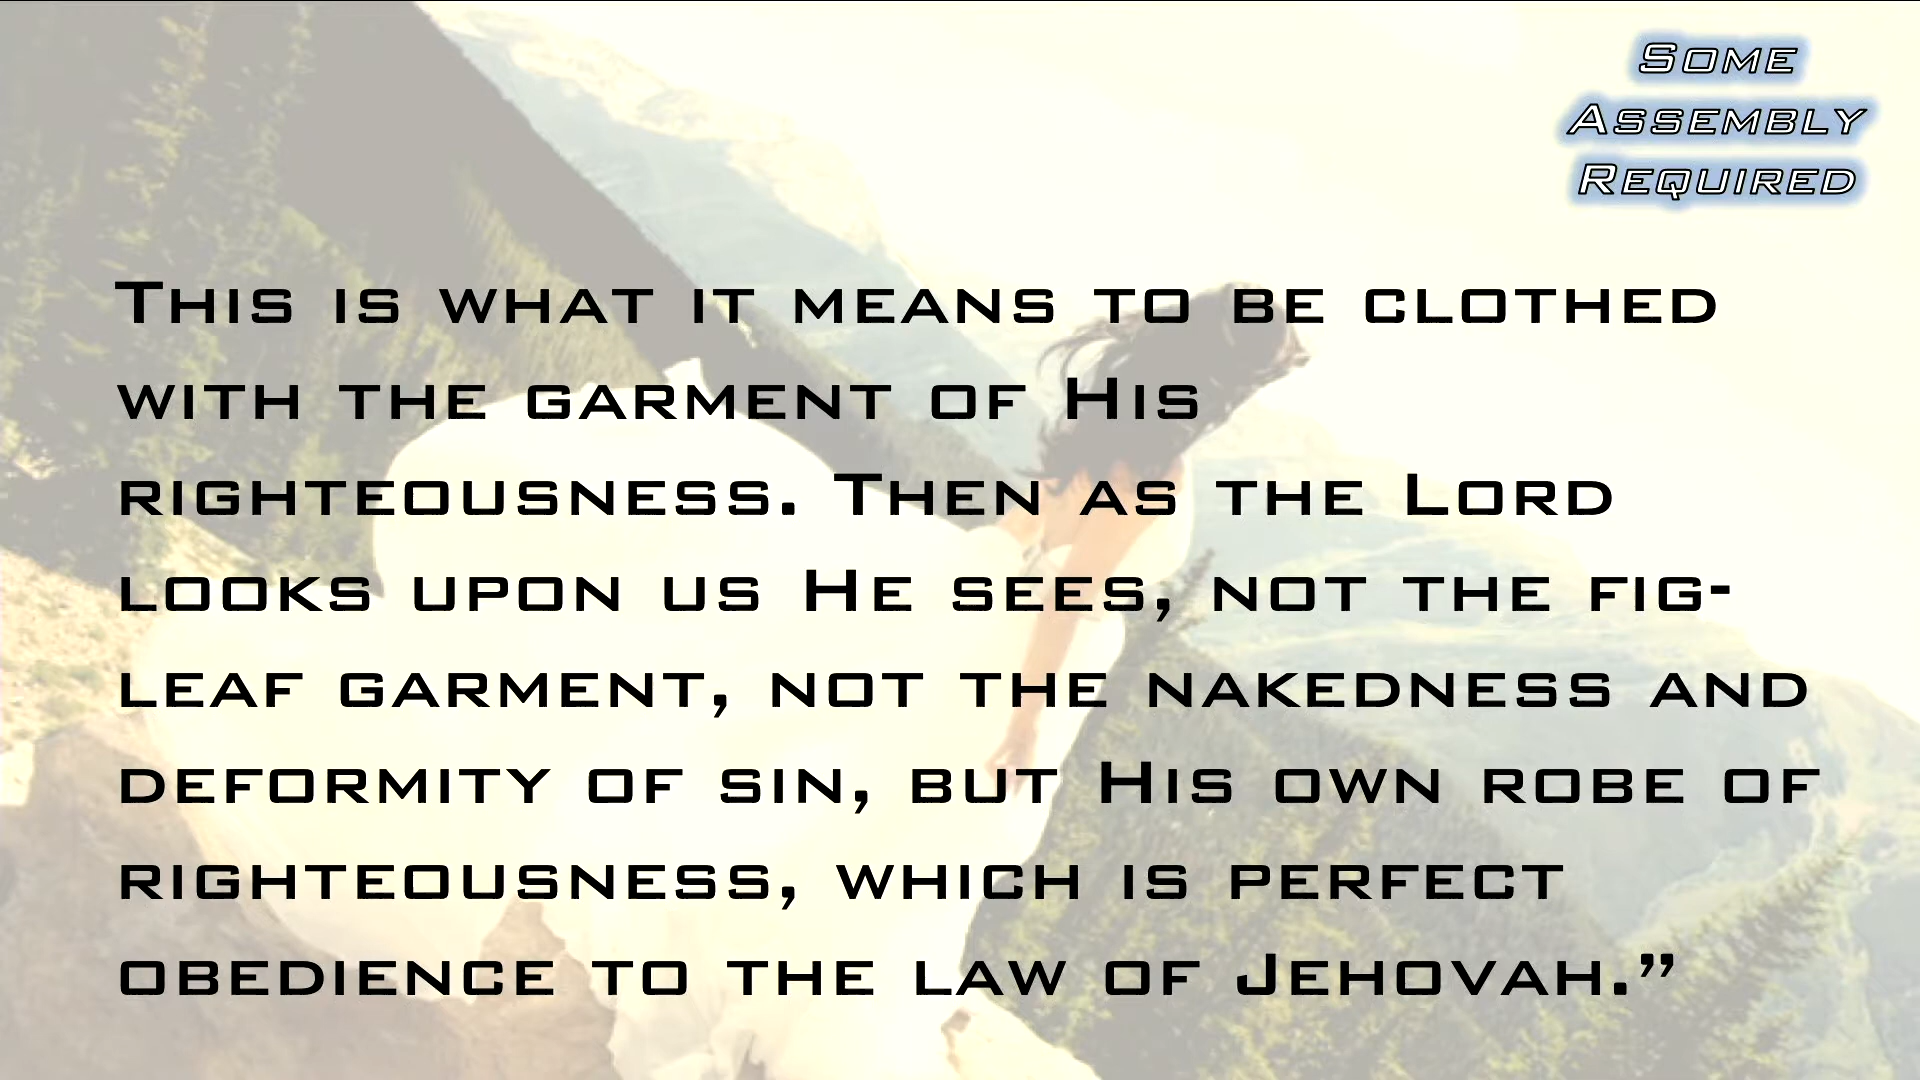 Some
Assembly
Required
This is what it means to be clothed
with the garment of His
righteousness. Then as the Lord
looks upon us He sees, not the fig-
leaf garment, not the nakedness and
deformity of sin, but His own robe of
righteousness, which is perfect
obedience to the law of Jehovah.”